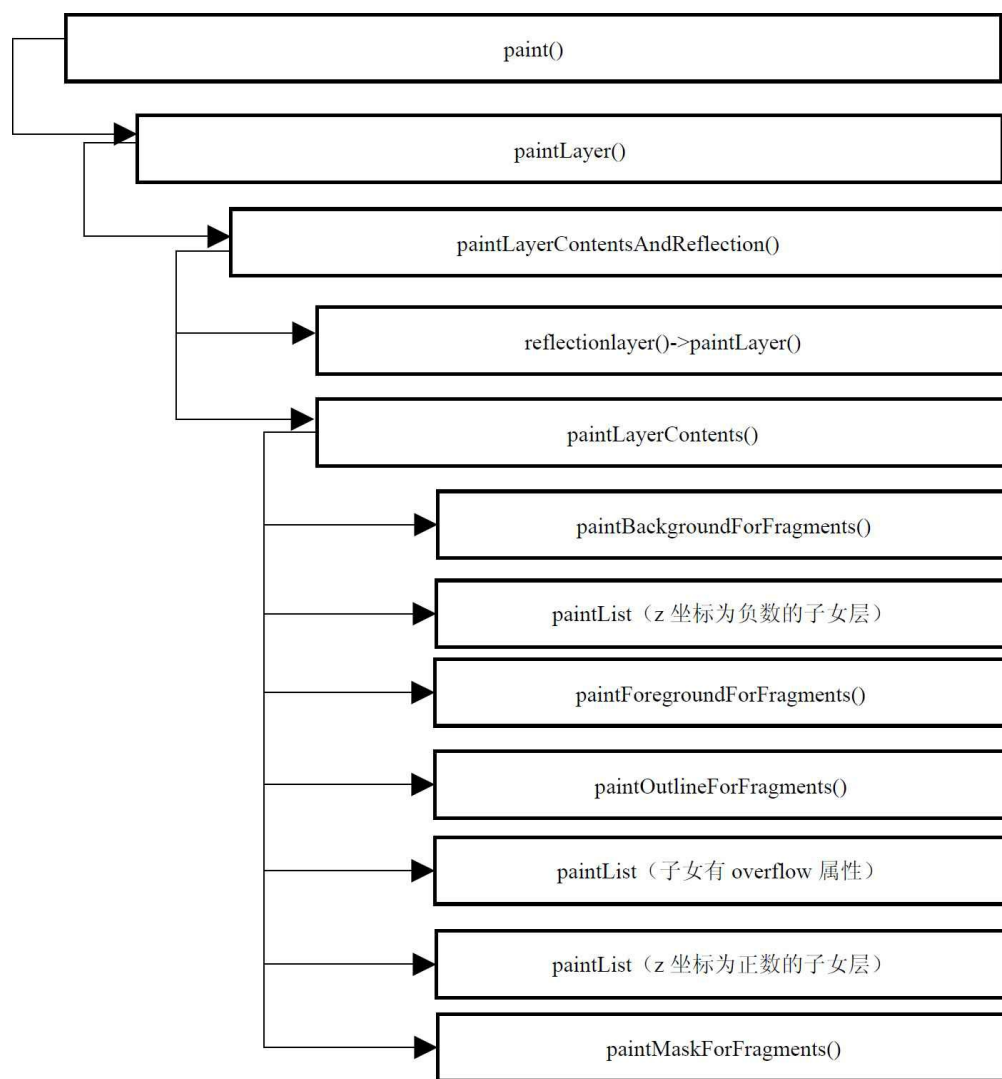 paint()
paintLayer()
paintLayerContentsAndReflection()
reflectionlayer()->paintLayer()
paintLayerContents()
paintBackgroundForFragments()
paintList（z 坐标为负数的子女层）
paintForegroundForFragments()
paintOutlineForFragments()
paintList（子女有 overflow 属性）
paintList（z 坐标为正数的子女层）
paintMaskForFragments()